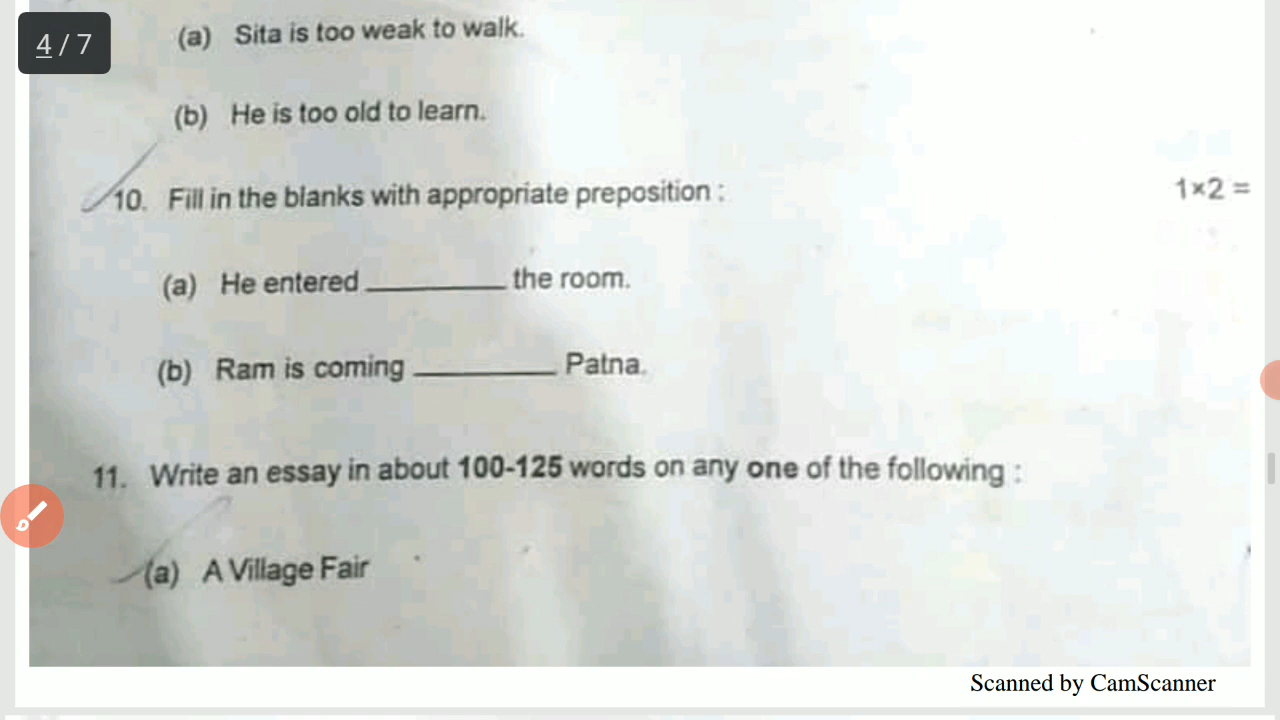 4 / 7
(a) Sita is too weak to walk.
(b) He is too old to learn.
10. Fill in the blanks with appropriate preposition : 1×2 =
(a) He entered __________ the room.
(b) Ram is coming __________ Patna.
11. Write an essay in about 100-125 words on any one of the following :
(a) A Village Fair
Scanned by CamScanner